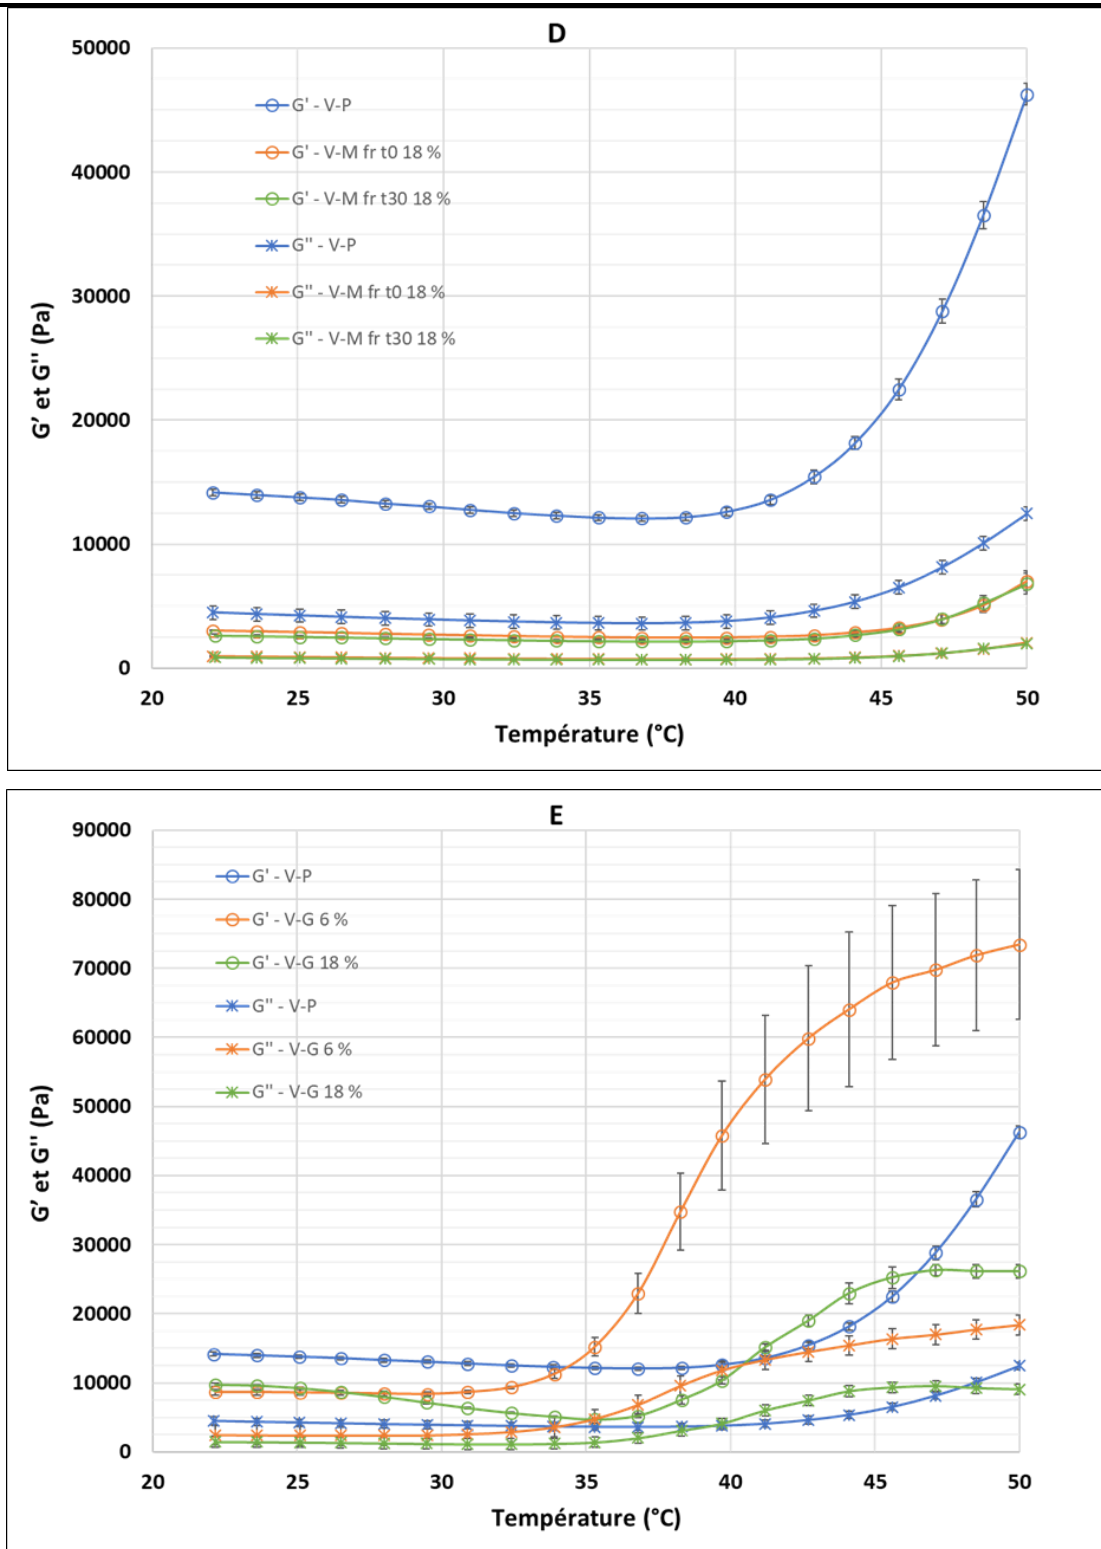 D
50000
40000
30000
20000
10000
0
G' et G'' (Pa)
G' - V-P
G' - V-M fr t0 18 %
G' - V-M fr t30 18 %
G'' - V-P
G'' - V-M fr t0 18 %
G'' - V-M fr t30 18 %
20 25 30 35 40 45 50
Température (°C)
E
90000
80000
70000
60000
50000
40000
30000
20000
10000
0
G' et G'' (Pa)
G' - V-P
G' - V-G 6 %
G' - V-G 18 %
G'' - V-P
G'' - V-G 6 %
G'' - V-G 18 %
20 25 30 35 40 45 50
Température (°C)